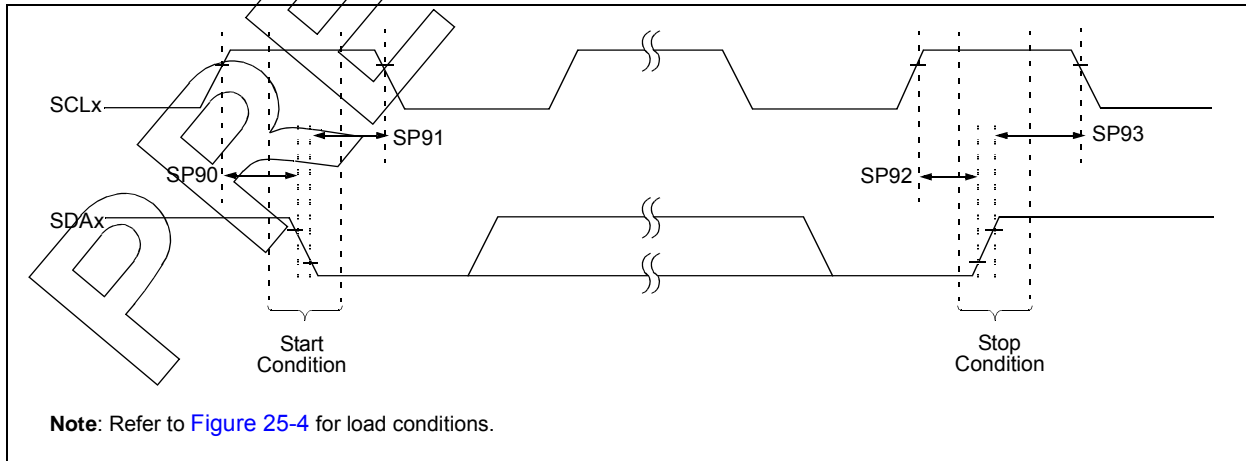 SCLx
SP91
SP93
SP90
SP92
SDAx
Start
Condition
Stop
Condition
Note: Refer to Figure 25-4 for load conditions.
PRE